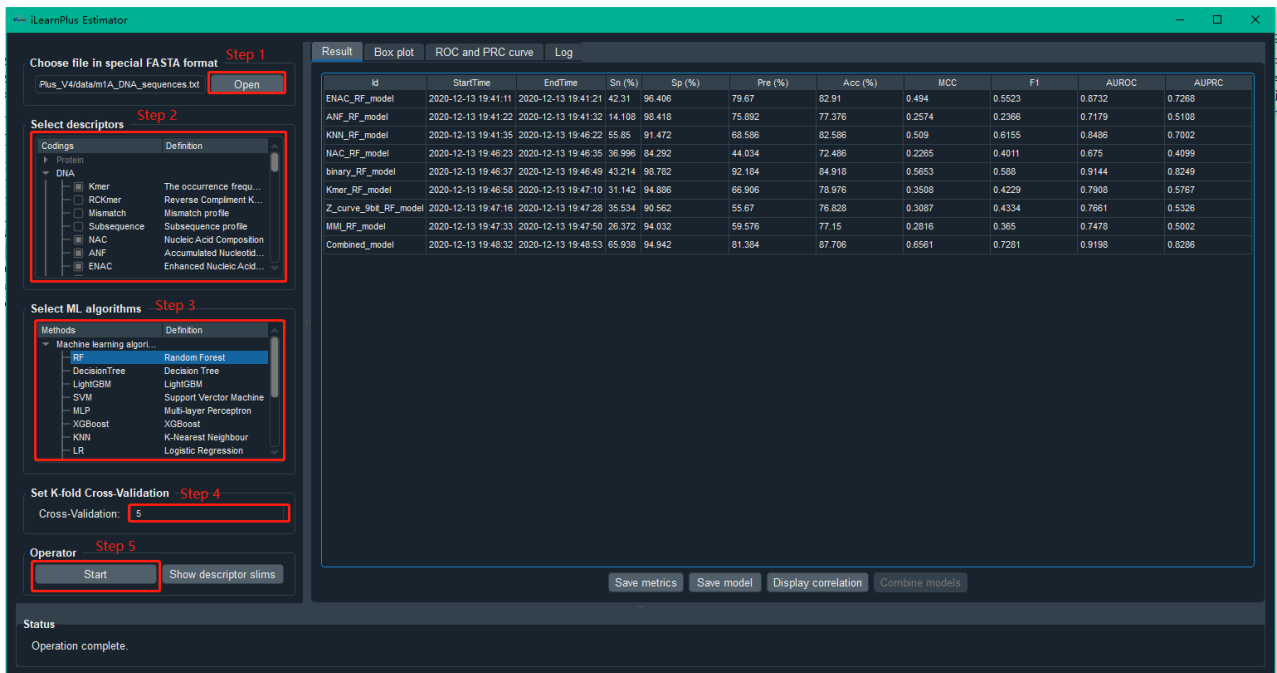 iLearnPlus Estimator
Step 1
Choose file in special FASTA format
Plus_V4/data/m1A_DNA_sequences.txt Open
Step 2
Select descriptors
Codings Definition
Protein
DNA
Kmer The occurrence frequ...
RCKmer Reverse Compliment K...
Mismatch Mismatch profile
Subsequence Subsequence profile
NAC Nucleic Acid Composition
ANF Accumulated Nucleotid...
ENAC Enhanced Nucleic Acid...
Select ML algorithms Step 3
Methods Definition
Machine learning algori...
RF Random Forest
DecisionTree Decision Tree
LightGBM LightGBM
SVM Support Verctor Machine
MLP Multi-layer Perceptron
XGBoost XGBoost
KNN K-Nearest Neighbour
LR Logistic Regression
Set K-fold Cross-Validation Step 4
Cross-Validation: 5
Step 5
Operator
Start Show descriptor slims
Result Box plot ROC and PRC curve Log
Id StartTime EndTime Sn (%) Sp (%) Pre (%) Acc (%) MCC F1 AUROC AUPRC
ENAC_RF_model 2020-12-13 19:41:11 2020-12-13 19:41:21 42.31 96.406 79.67 82.91 0.494 0.5523 0.8732 0.7268
ANF_RF_model 2020-12-13 19:41:22 2020-12-13 19:41:32 14.108 98.418 75.892 77.376 0.2574 0.2366 0.7179 0.5108
KNN_RF_model 2020-12-13 19:41:35 2020-12-13 19:46:22 55.85 91.472 68.586 82.586 0.509 0.6155 0.8486 0.7002
NAC_RF_model 2020-12-13 19:46:23 2020-12-13 19:46:35 36.996 84.292 44.034 72.486 0.2265 0.4011 0.675 0.4099
binary_RF_model 2020-12-13 19:46:37 2020-12-13 19:46:49 43.214 98.782 92.184 84.918 0.5653 0.588 0.9144 0.8249
Kmer_RF_model 2020-12-13 19:46:58 2020-12-13 19:47:10 31.142 94.886 66.906 78.976 0.3508 0.4229 0.7908 0.5767
Z_curve_9bit_RF_model 2020-12-13 19:47:16 2020-12-13 19:47:28 35.534 90.562 55.67 76.828 0.3087 0.4334 0.7661 0.5326
MMI_RF_model 2020-12-13 19:47:33 2020-12-13 19:47:50 26.372 94.032 59.576 77.15 0.2816 0.365 0.7478 0.5002
Combined_model 2020-12-13 19:48:32 2020-12-13 19:48:53 65.938 94.942 81.384 87.706 0.6561 0.7281 0.9198 0.8286
Save metrics Save model Display correlation Combine models
Status
Operation complete.